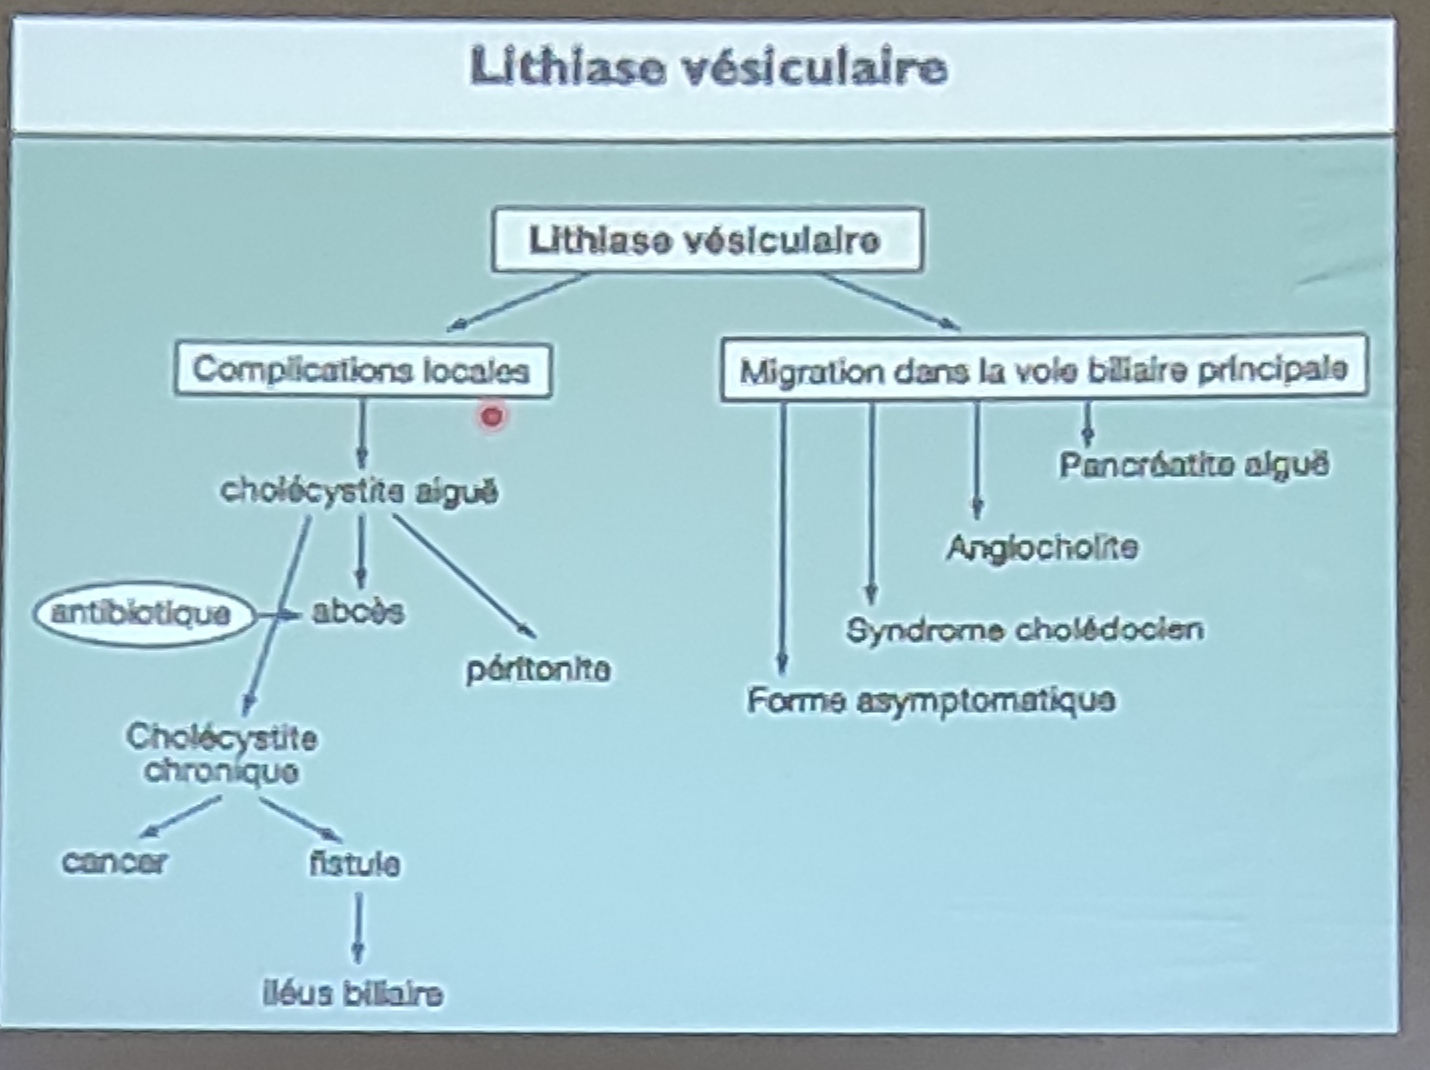 Lithiase vésiculaire
Lithiase vésiculaire
Complications locales
Migration dans la voie biliaire principale
cholécystite aiguë
Pancréatite aiguë
Angiocholite
antibiotique
abcès
Syndrome cholédocien
péritonite
Forme asymptomatique
Cholécystite
chronique
cancer
fistule
iléus biliaire